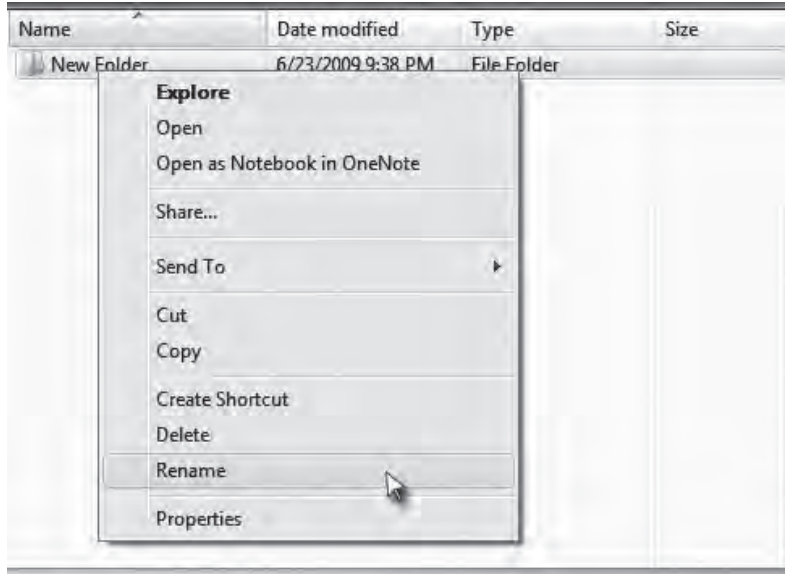 Name Date modified Type Size
New Folder 6/23/2009 9:38 PM File Folder
Explore
Open
Open as Notebook in OneNote
Share...
Send To
Cut
Copy
Create Shortcut
Delete
Rename
Properties